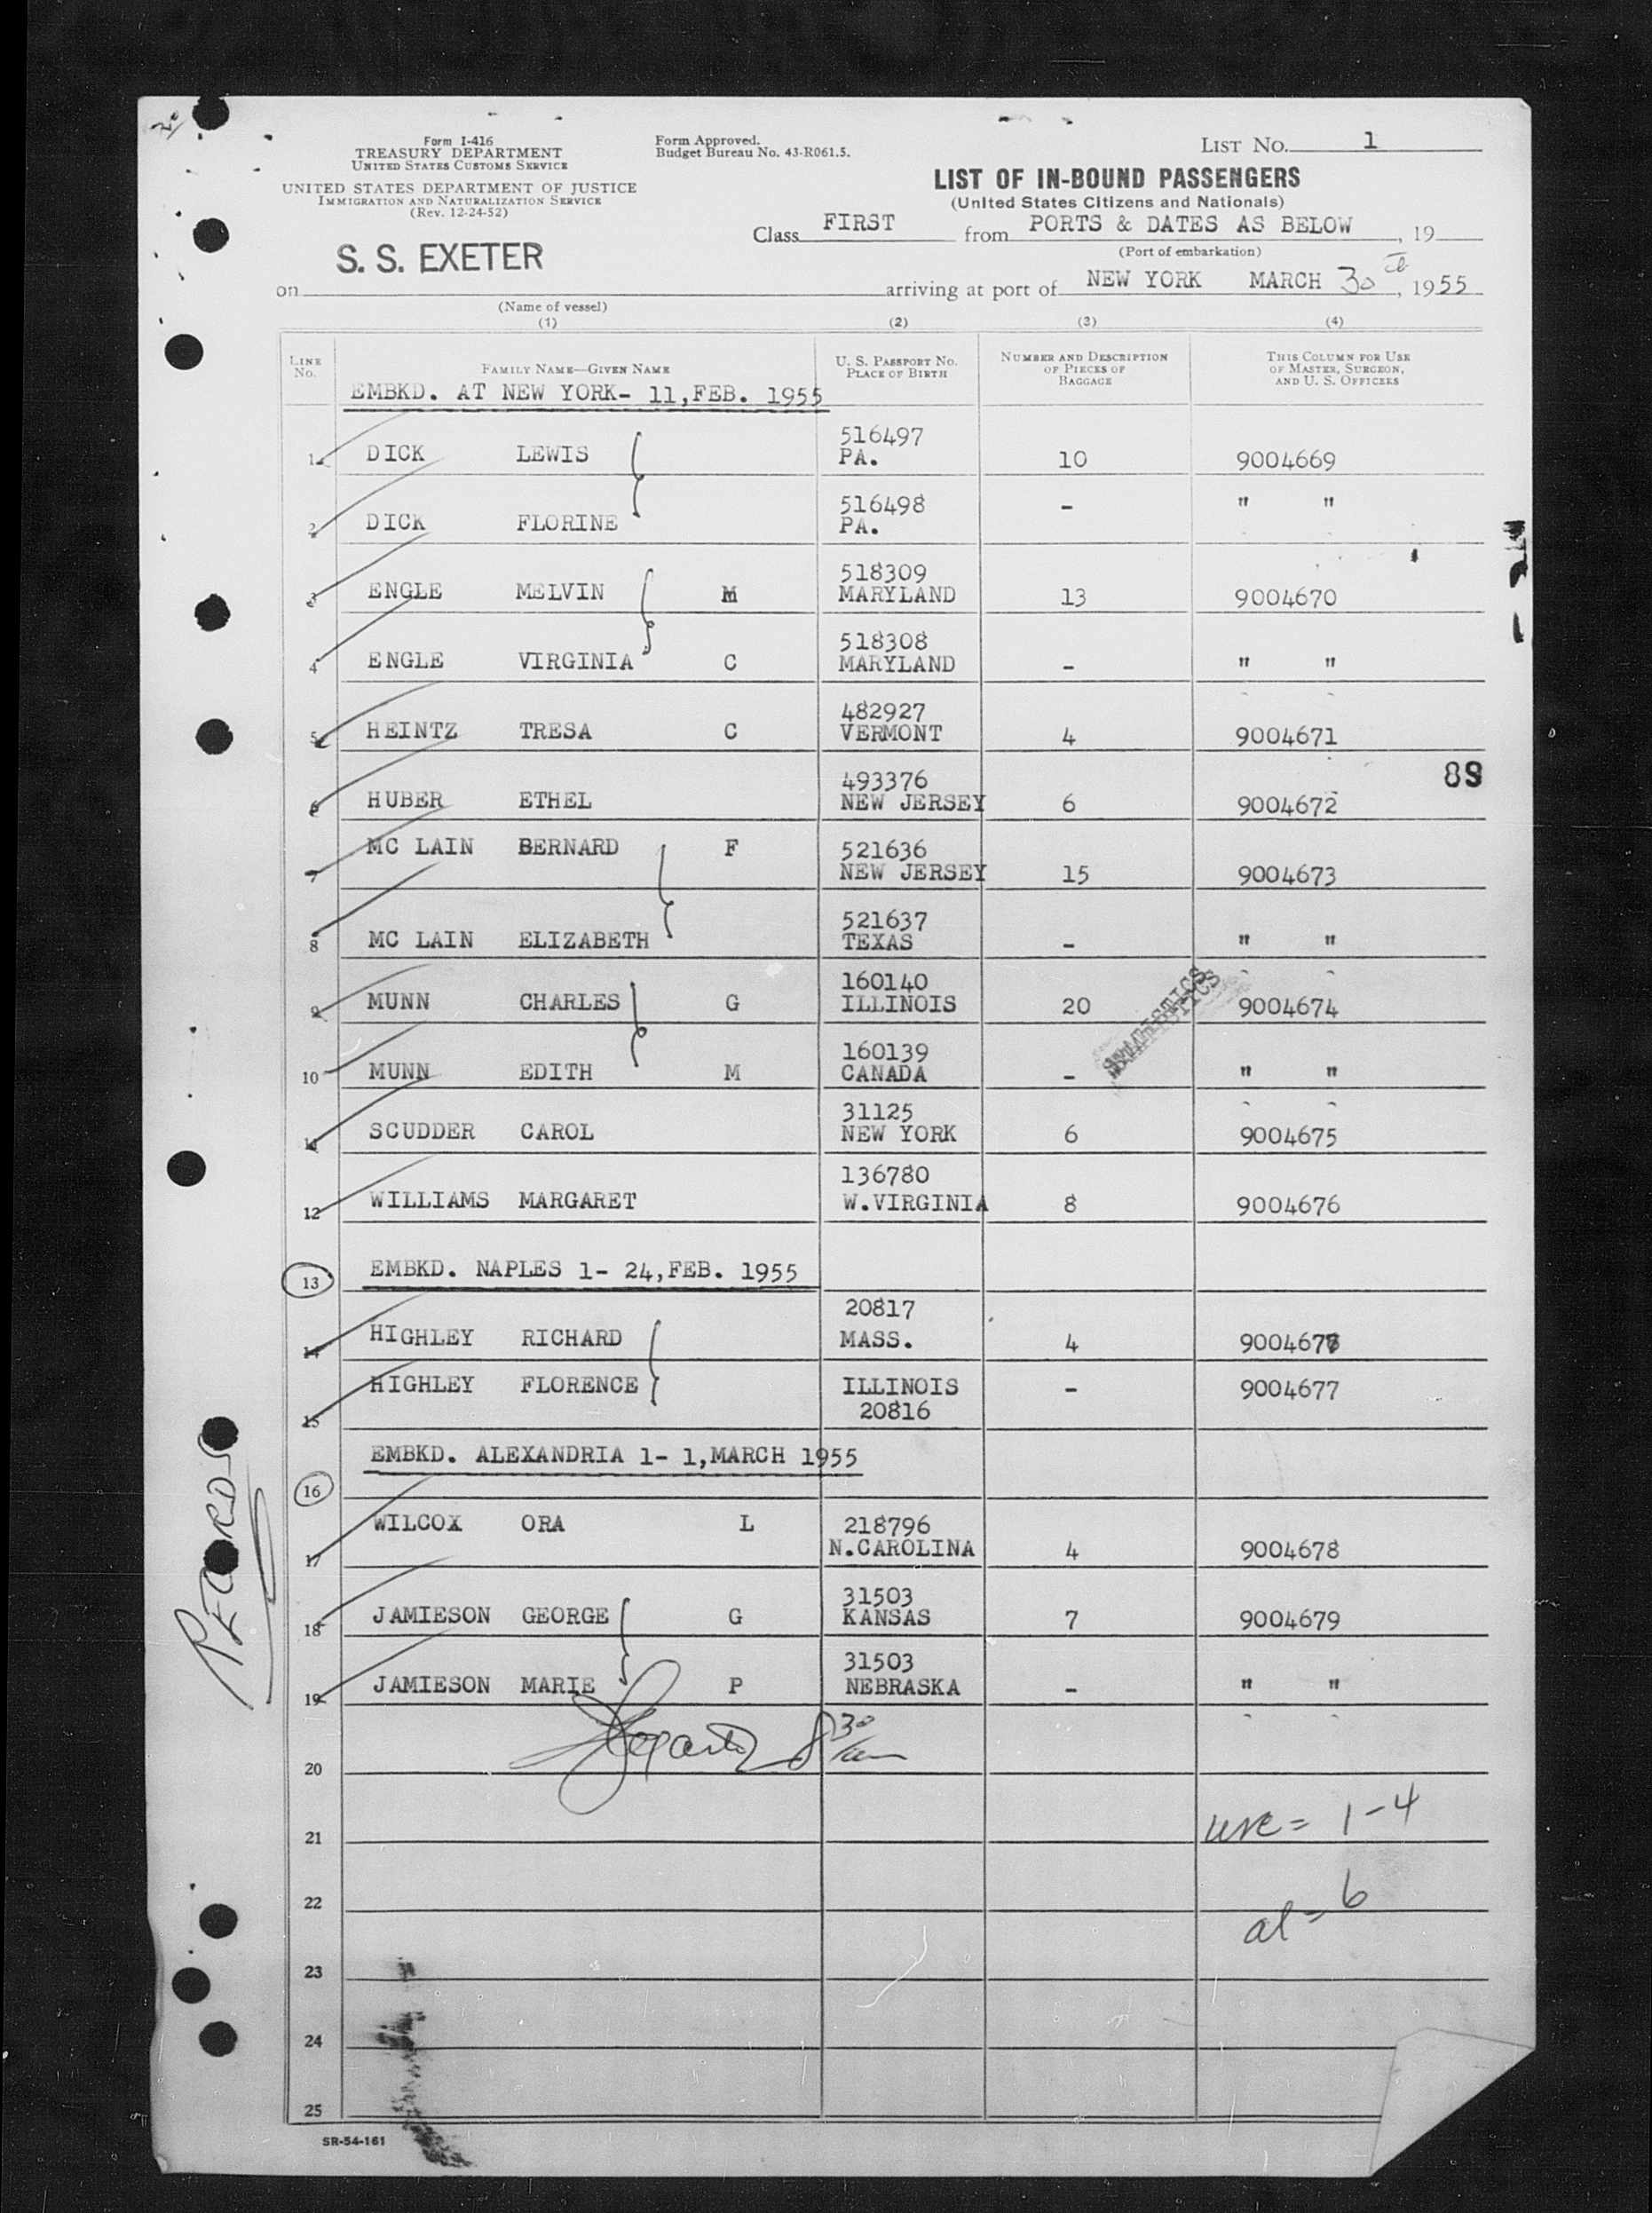 Form I-416
TREASURY DEPARTMENT
UNITED STATES CUSTOMS SERVICE
UNITED STATES DEPARTMENT OF JUSTICE
IMMIGRATION AND NATURALIZATION SERVICE
(Rev. 12-24-52)
Form Approved.
Budget Bureau No. 43-R061.5.
LIST NO. 1
LIST OF IN-BOUND PASSENGERS
(United States Citizens and Nationals)
Class FIRST from PORTS & DATES AS BELOW, 19
(Port of embarkation)
on S. S. EXETER arriving at port of NEW YORK MARCH 30th, 1955
(Name of vessel)
(1) (2) (3) (4)
LINE NO. FAMILY NAME—GIVEN NAME U. S. PASSPORT NO. PLACE OF BIRTH NUMBER AND DESCRIPTION OF PIECES OF BAGGAGE THIS COLUMN FOR USE OF MASTER, SURGEON, AND U. S. OFFICERS
EMBKD. AT NEW YORK- 11,FEB. 1955
516497
1 DICK LEWIS PA. 10 9004669
516498
2 DICK FLORINE PA. - " "
518309
3 ENGLE MELVIN M MARYLAND 13 9004670
518308
4 ENGLE VIRGINIA C MARYLAND - " "
482927
5 HEINTZ TRESA C VERMONT 4 9004671
89
493376
6 HUBER ETHEL NEW JERSEY 6 9004672
MC LAIN BERNARD F 521636
7 NEW JERSEY 15 9004673
521637
8 MC LAIN ELIZABETH TEXAS - " "
160140
9 MUNN CHARLES G ILLINOIS 20 9004674
STATISTICS
160139
10 MUNN EDITH M CANADA - " "
31125
11 SCUDDER CAROL NEW YORK 6 9004675
136780
12 WILLIAMS MARGARET W.VIRGINIA 8 9004676
13 EMBKD. NAPLES 1- 24,FEB. 1955
20817
14 HIGHLEY RICHARD MASS. 4 9004677
HIGHLEY FLORENCE ILLINOIS - 9004677
15 20816
EMBKD. ALEXANDRIA 1- 1,MARCH 1955
16
WILCOX ORA L 218796
17 N.CAROLINA 4 9004678
31503
18 JAMIESON GEORGE G KANSAS 7 9004679
31503
19 JAMIESON MARIE P NEBRASKA - " "
8 30/am
20
21 usc = 1-4
22 al = 6
23
24
25
SR-54-161
RECORDS